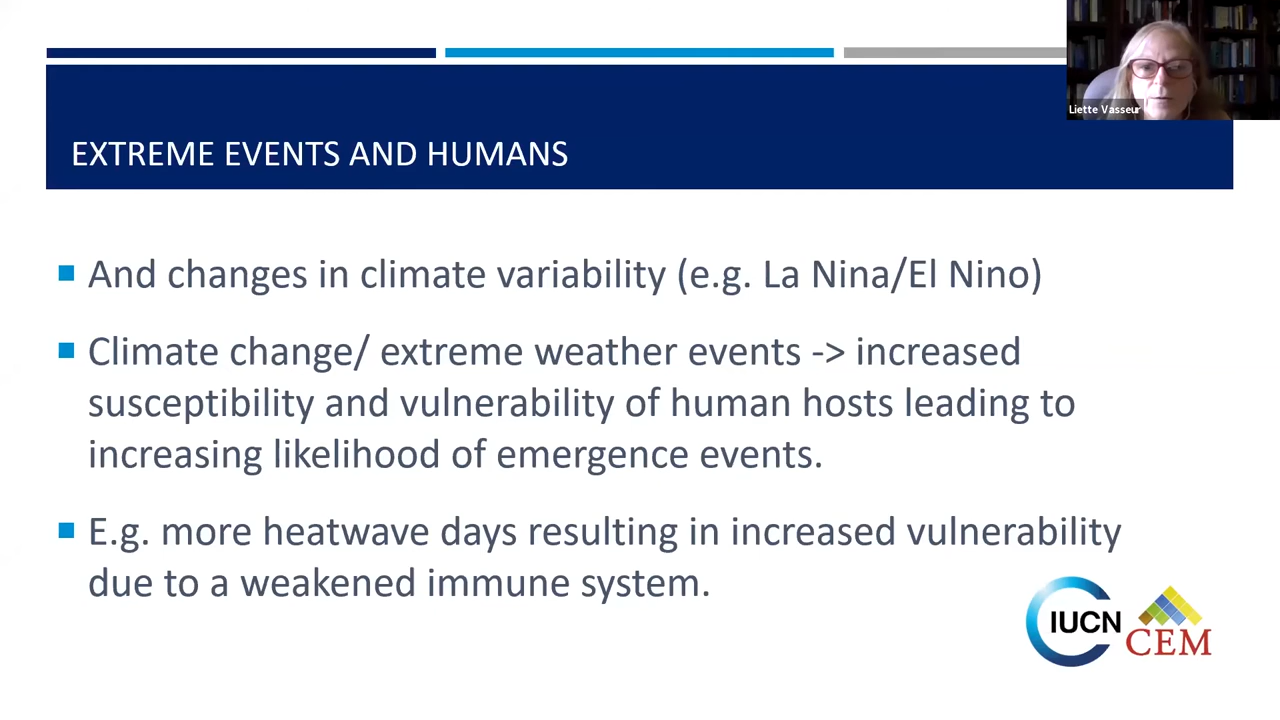 Liette Vasseur
EXTREME EVENTS AND HUMANS
And changes in climate variability (e.g. La Nina/El Nino)
Climate change/ extreme weather events -> increased
susceptibility and vulnerability of human hosts leading to
increasing likelihood of emergence events.
E.g. more heatwave days resulting in increased vulnerability
due to a weakened immune system.
IUCN
CEM